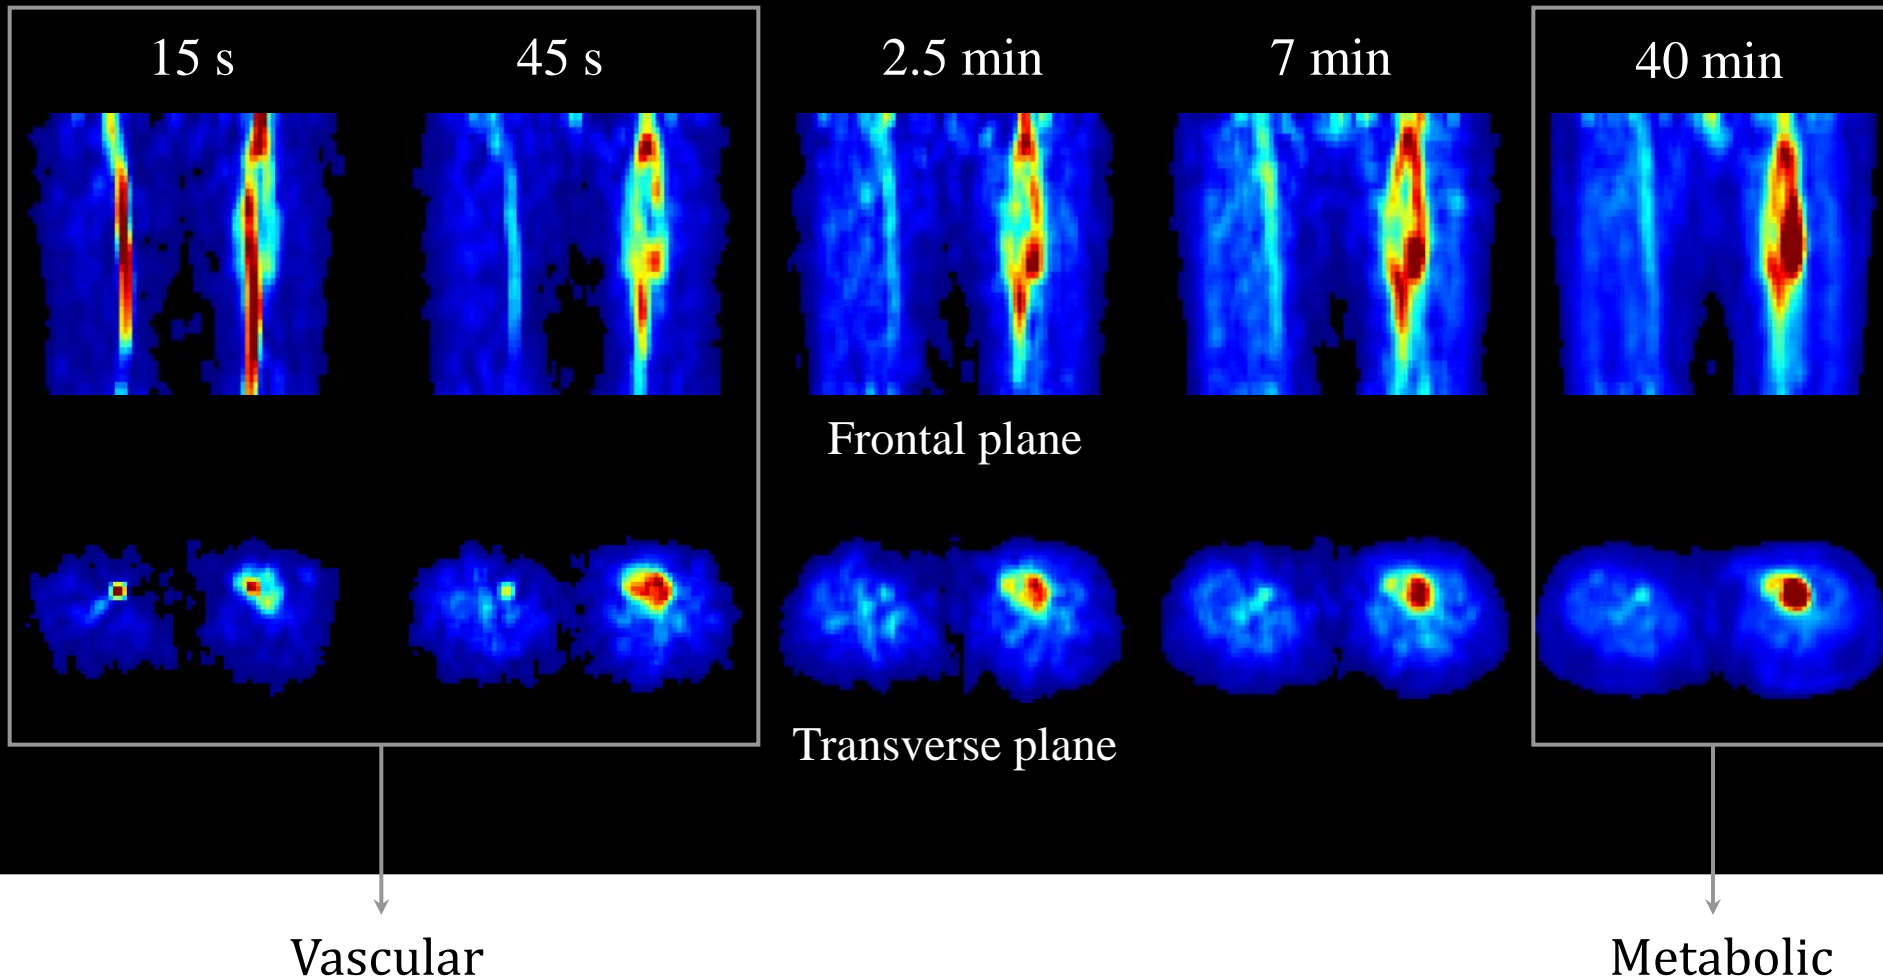 15 s
45 s
2.5 min
7 min
40 min
Frontal plane
Transverse plane
Vascular
Metabolic